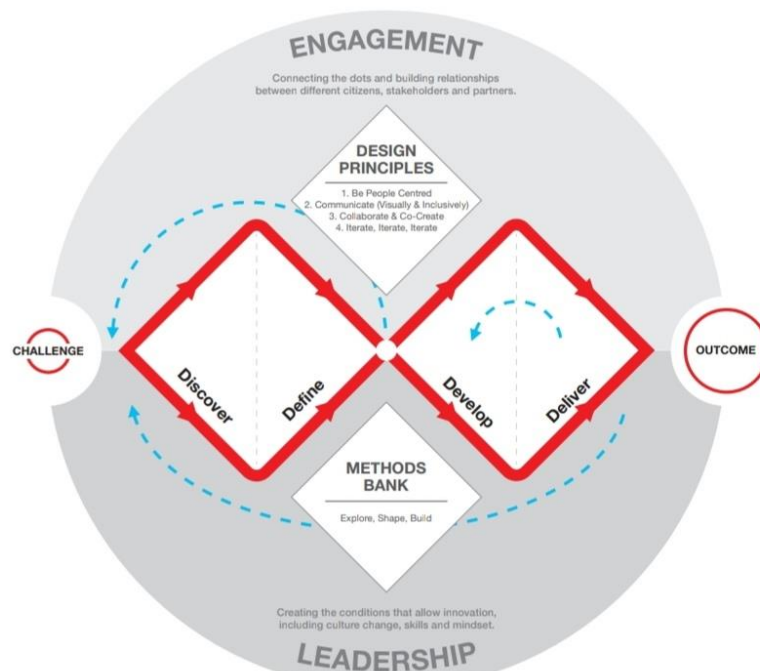 ENGAGEMENT
Connecting the dots and building relationships
between different citizens, stakeholders and partners.
DESIGN
PRINCIPLES
1. Be People Centred
2. Communicate (Visually & Inclusively)
3. Collaborate & Co-Create
4. Iterate, Iterate, Iterate
CHALLENGE
OUTCOME
Discover
Define
Develop
Deliver
METHODS
BANK
Explore, Shape, Build
Creating the conditions that allow innovation,
including culture change, skills and mindset.
LEADERSHIP